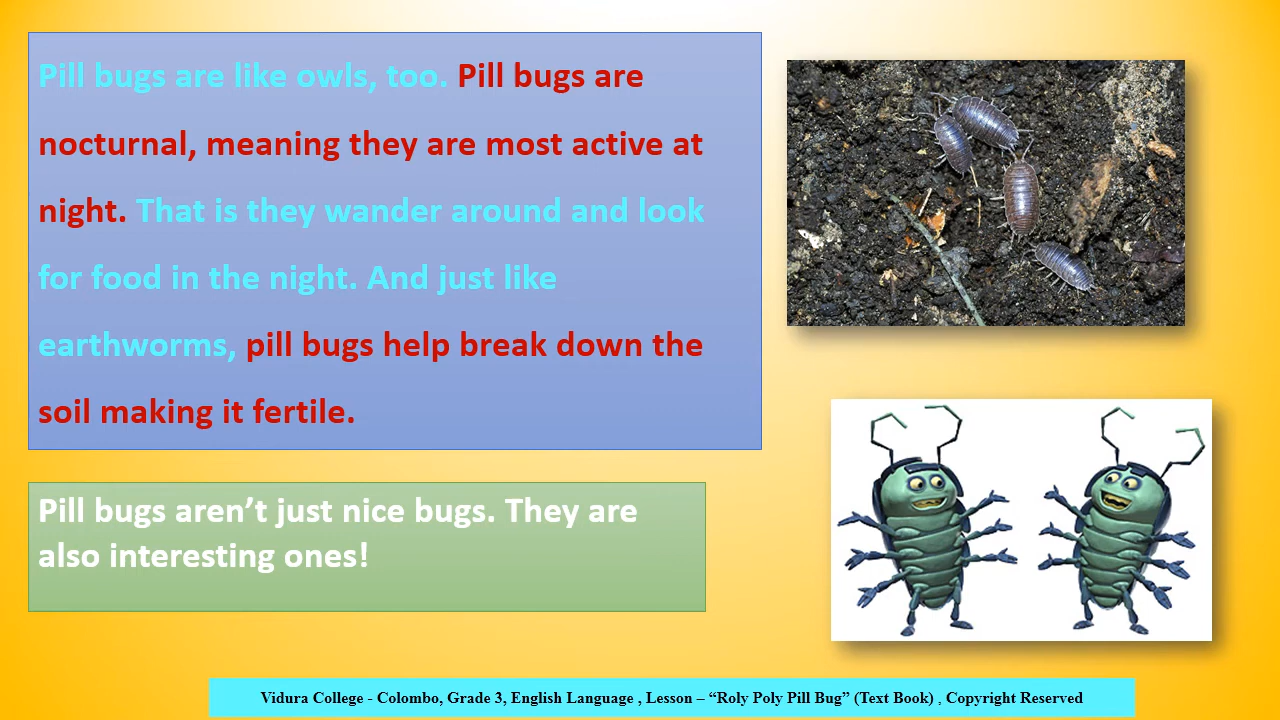 Pill bugs are like owls, too. Pill bugs are
nocturnal, meaning they are most active at
night. That is they wander around and look
for food in the night. And just like
earthworms, pill bugs help break down the
soil making it fertile.
Pill bugs aren’t just nice bugs. They are
also interesting ones!
Vidura College - Colombo, Grade 3, English Language , Lesson – “Roly Poly Pill Bug” (Text Book) , Copyright Reserved